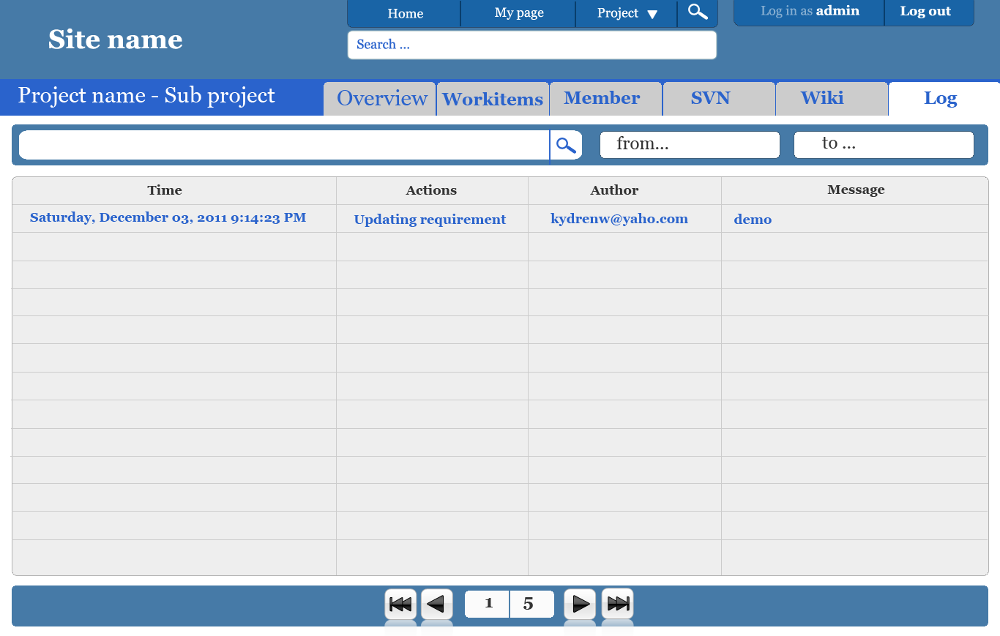 Home My page Project
Log in as admin Log out
Site name
Search ...
Project name - Sub project
Overview Workitems Member SVN Wiki Log
from... to ...
Time Actions Author Message
Saturday, December 03, 2011 9:14:23 PM Updating requirement kydrenw@yaho.com demo
1 5